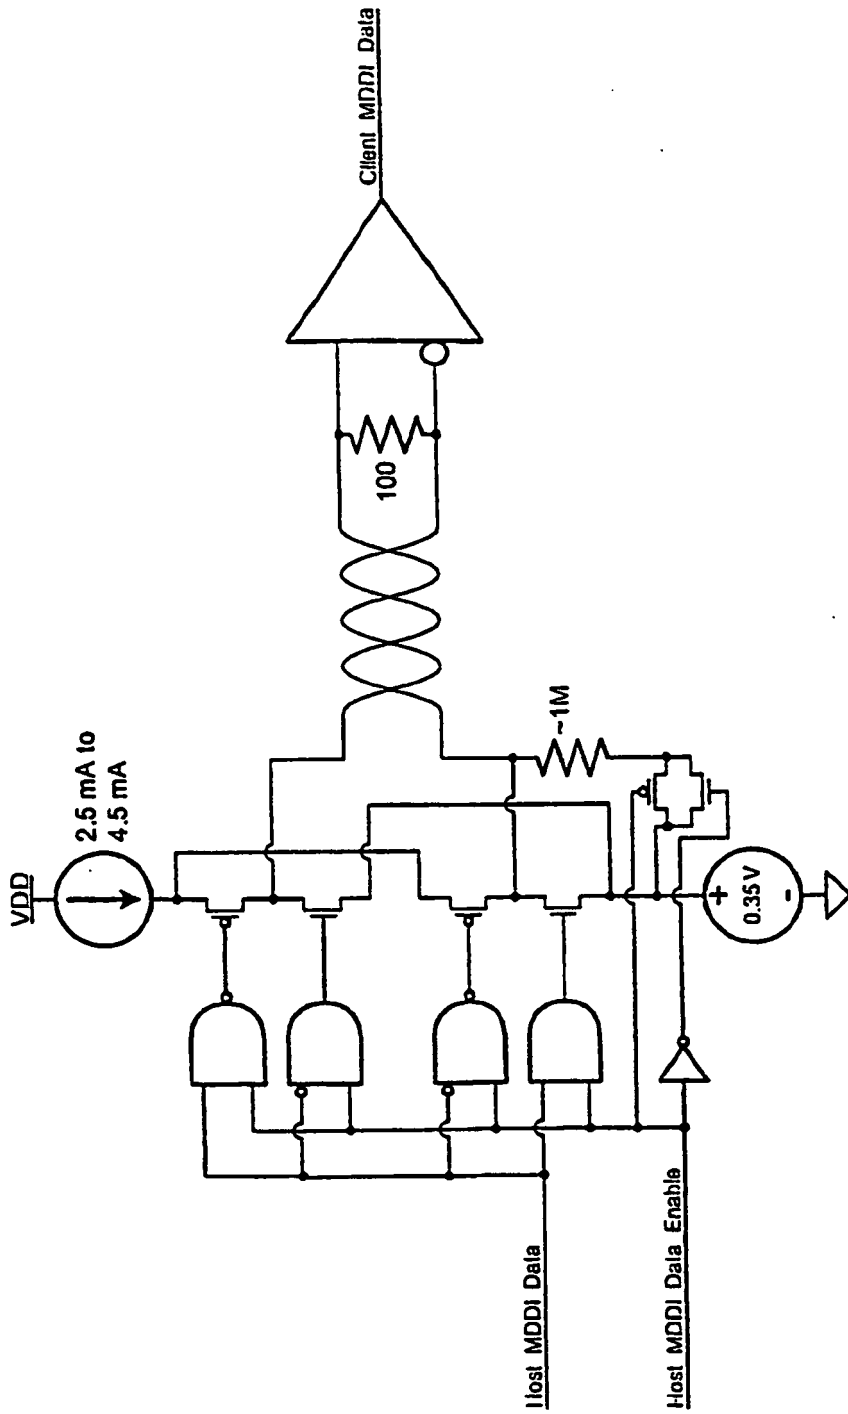 VDD
2.5 mA to
4.5 mA
Client MDDI Data
100
~1M
+
0.35 V
-
Host MDDI Data
Host MDDI Data Enable